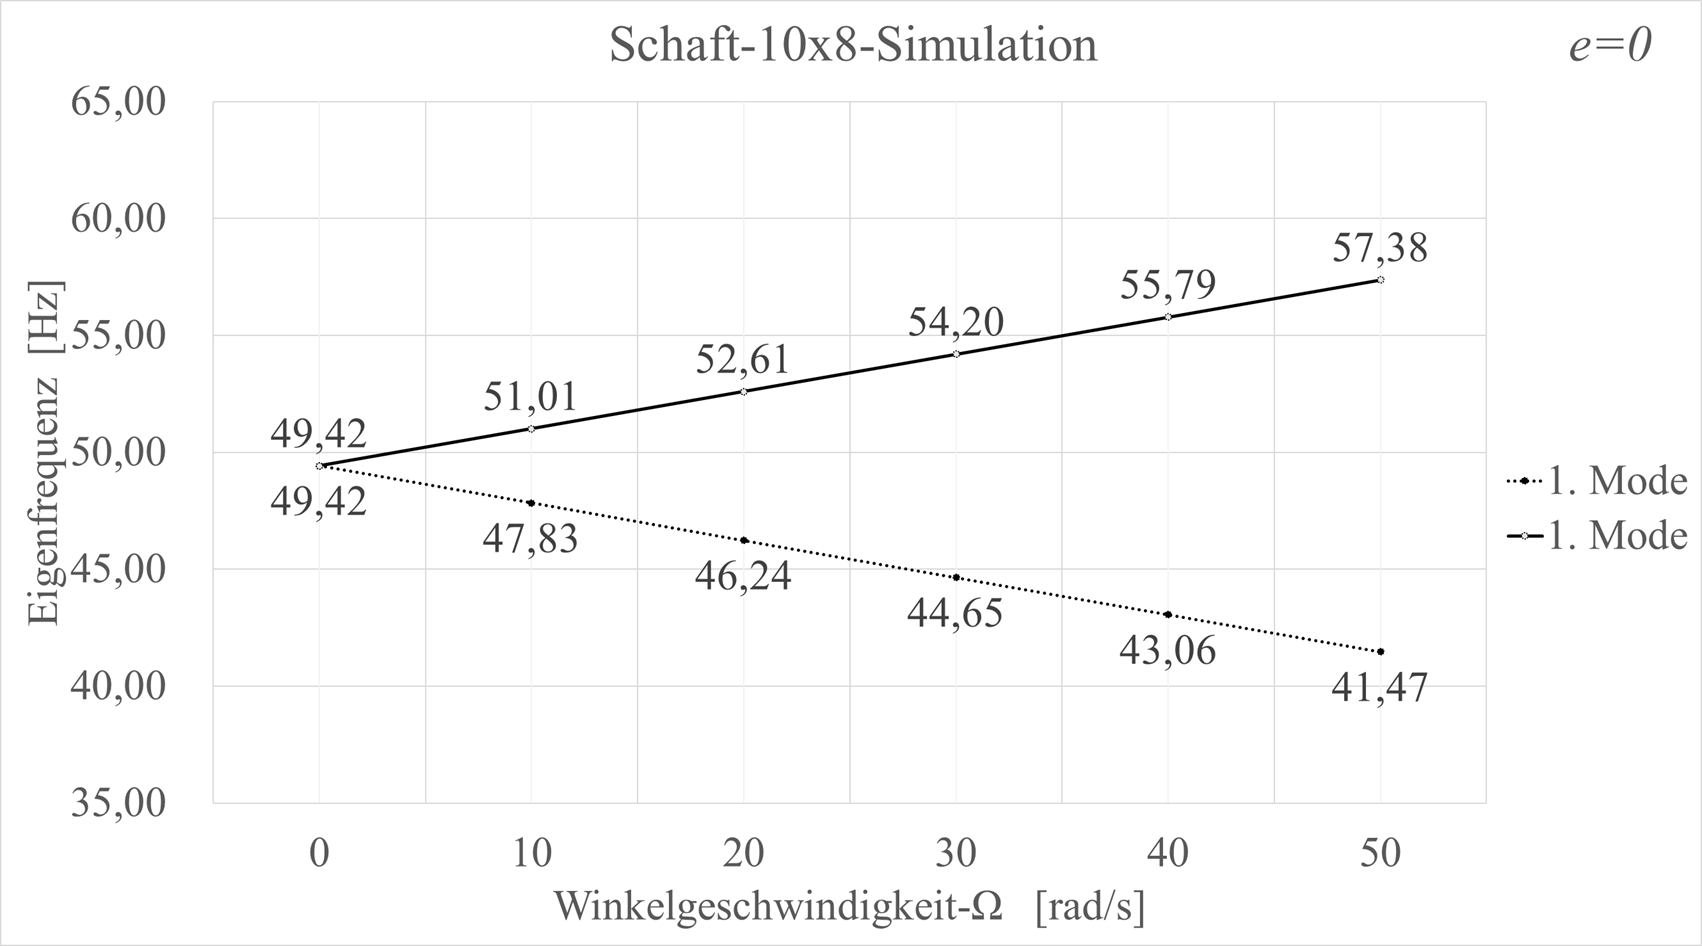 Schaft-10x8-Simulation
e=0
Eigenfrequenz [Hz]
65,00
60,00
55,00
50,00
45,00
40,00
35,00
57,38
55,79
54,20
52,61
51,01
49,42
49,42
47,83
46,24
44,65
43,06
41,47
1. Mode
1. Mode
0 10 20 30 40 50
Winkelgeschwindigkeit-Ω [rad/s]